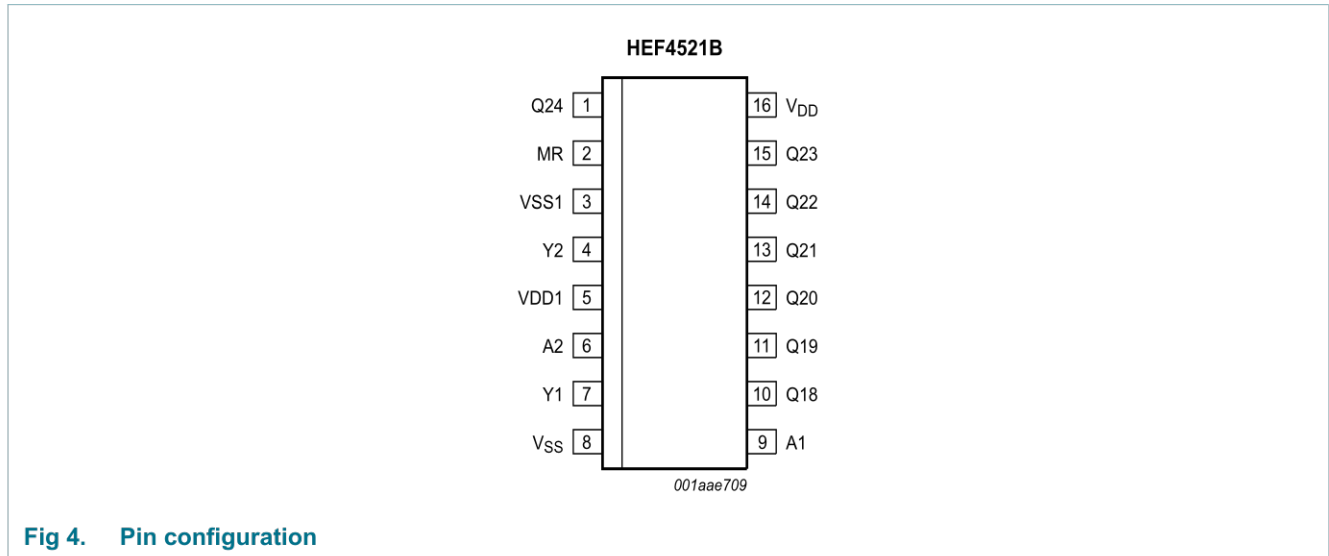 HEF4521B
Q24 1 16 VDD
MR 2 15 Q23
VSS1 3 14 Q22
Y2 4 13 Q21
VDD1 5 12 Q20
A2 6 11 Q19
Y1 7 10 Q18
VSS 8 9 A1
001aae709
Fig 4. Pin configuration